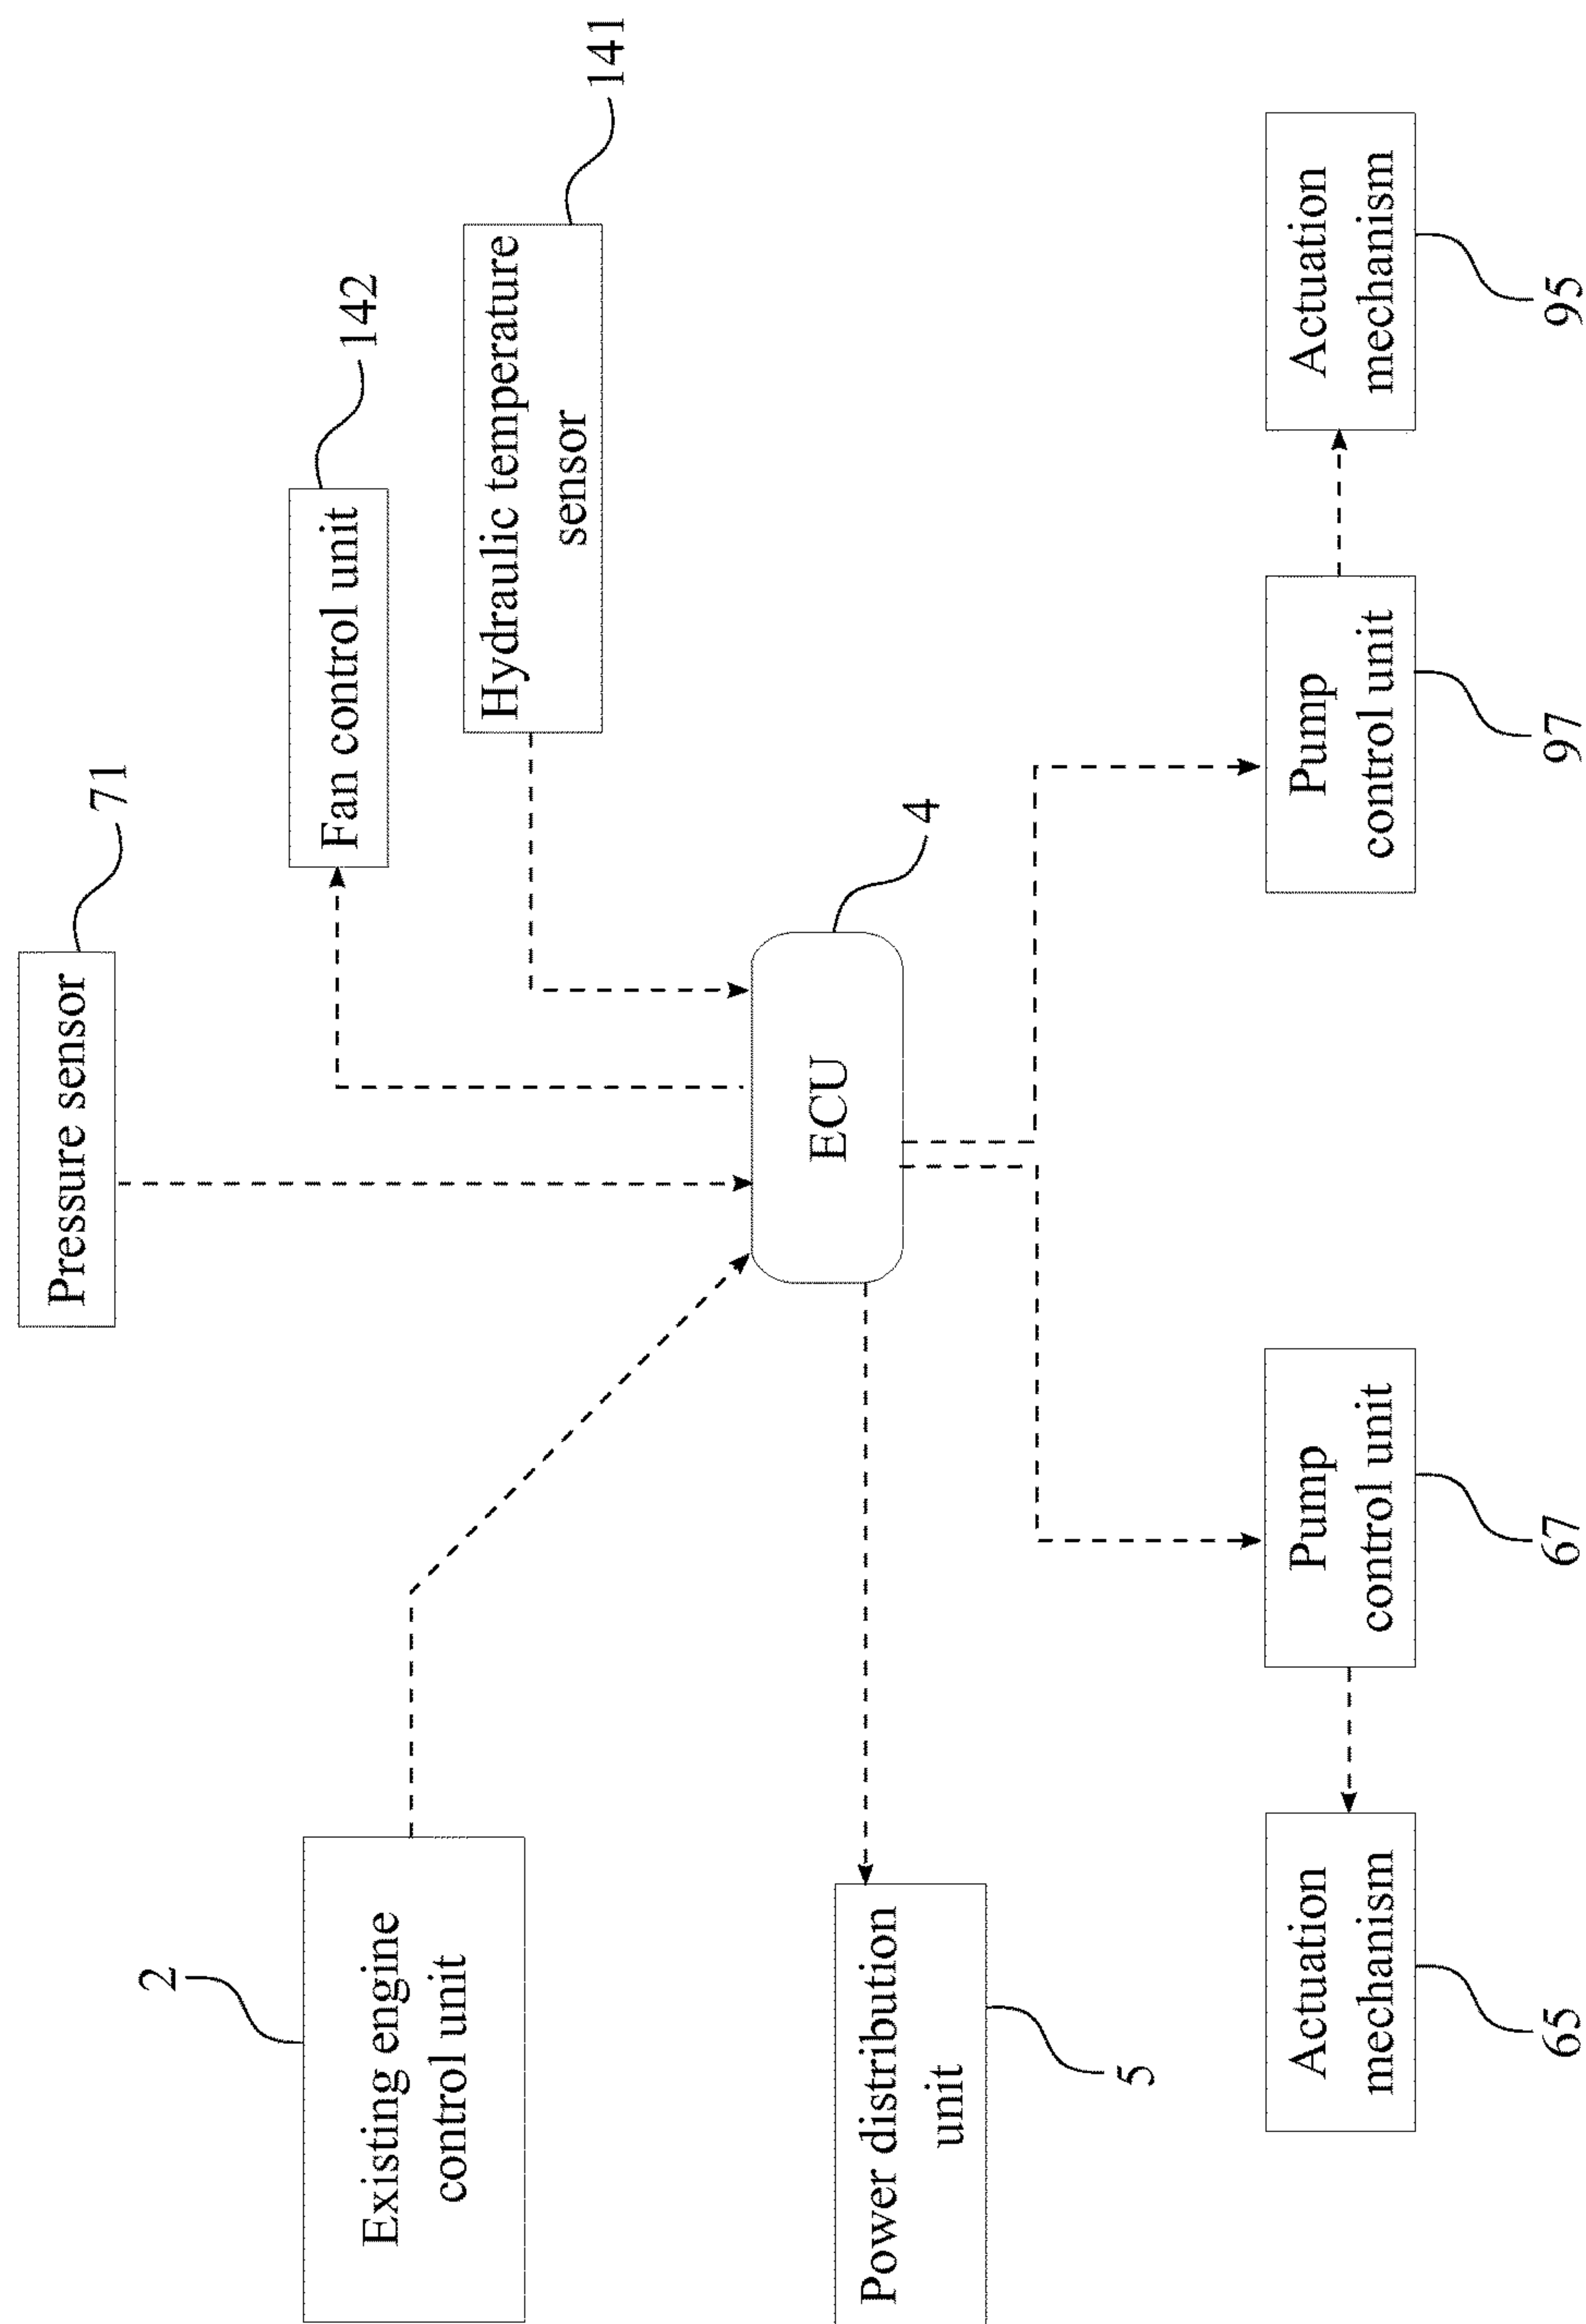 2
Existing engine
control unit
Power distribution
unit
5
Actuation
mechanism
65
Pump
control unit
67
Pressure sensor
71
ECU
4
Fan control unit
142
Hydraulic temperature
sensor
141
Pump
control unit
97
Actuation
mechanism
95